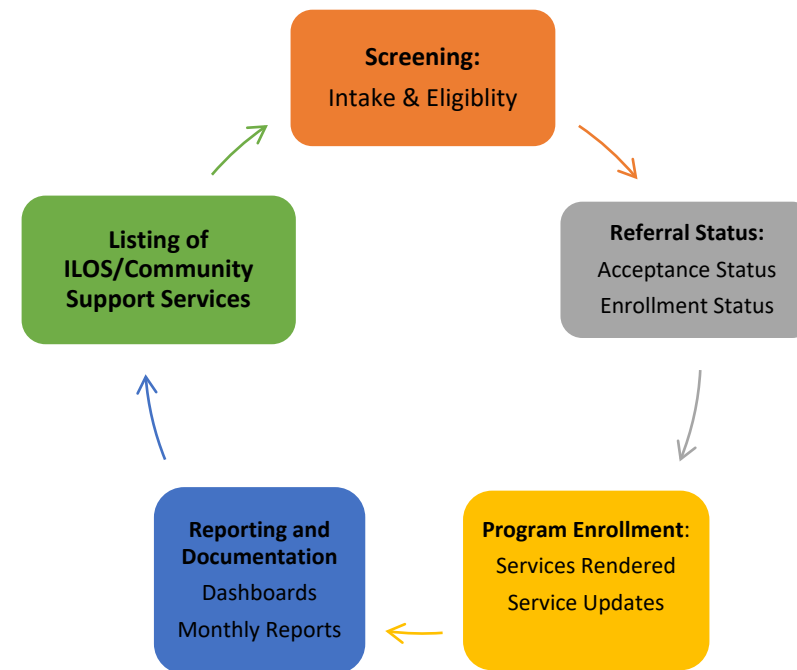 Screening:
Intake & Eligiblity
Referral Status:
Acceptance Status
Enrollment Status
Program Enrollment:
Services Rendered
Service Updates
Reporting and
Documentation
Dashboards
Monthly Reports
Listing of
ILOS/Community
Support Services